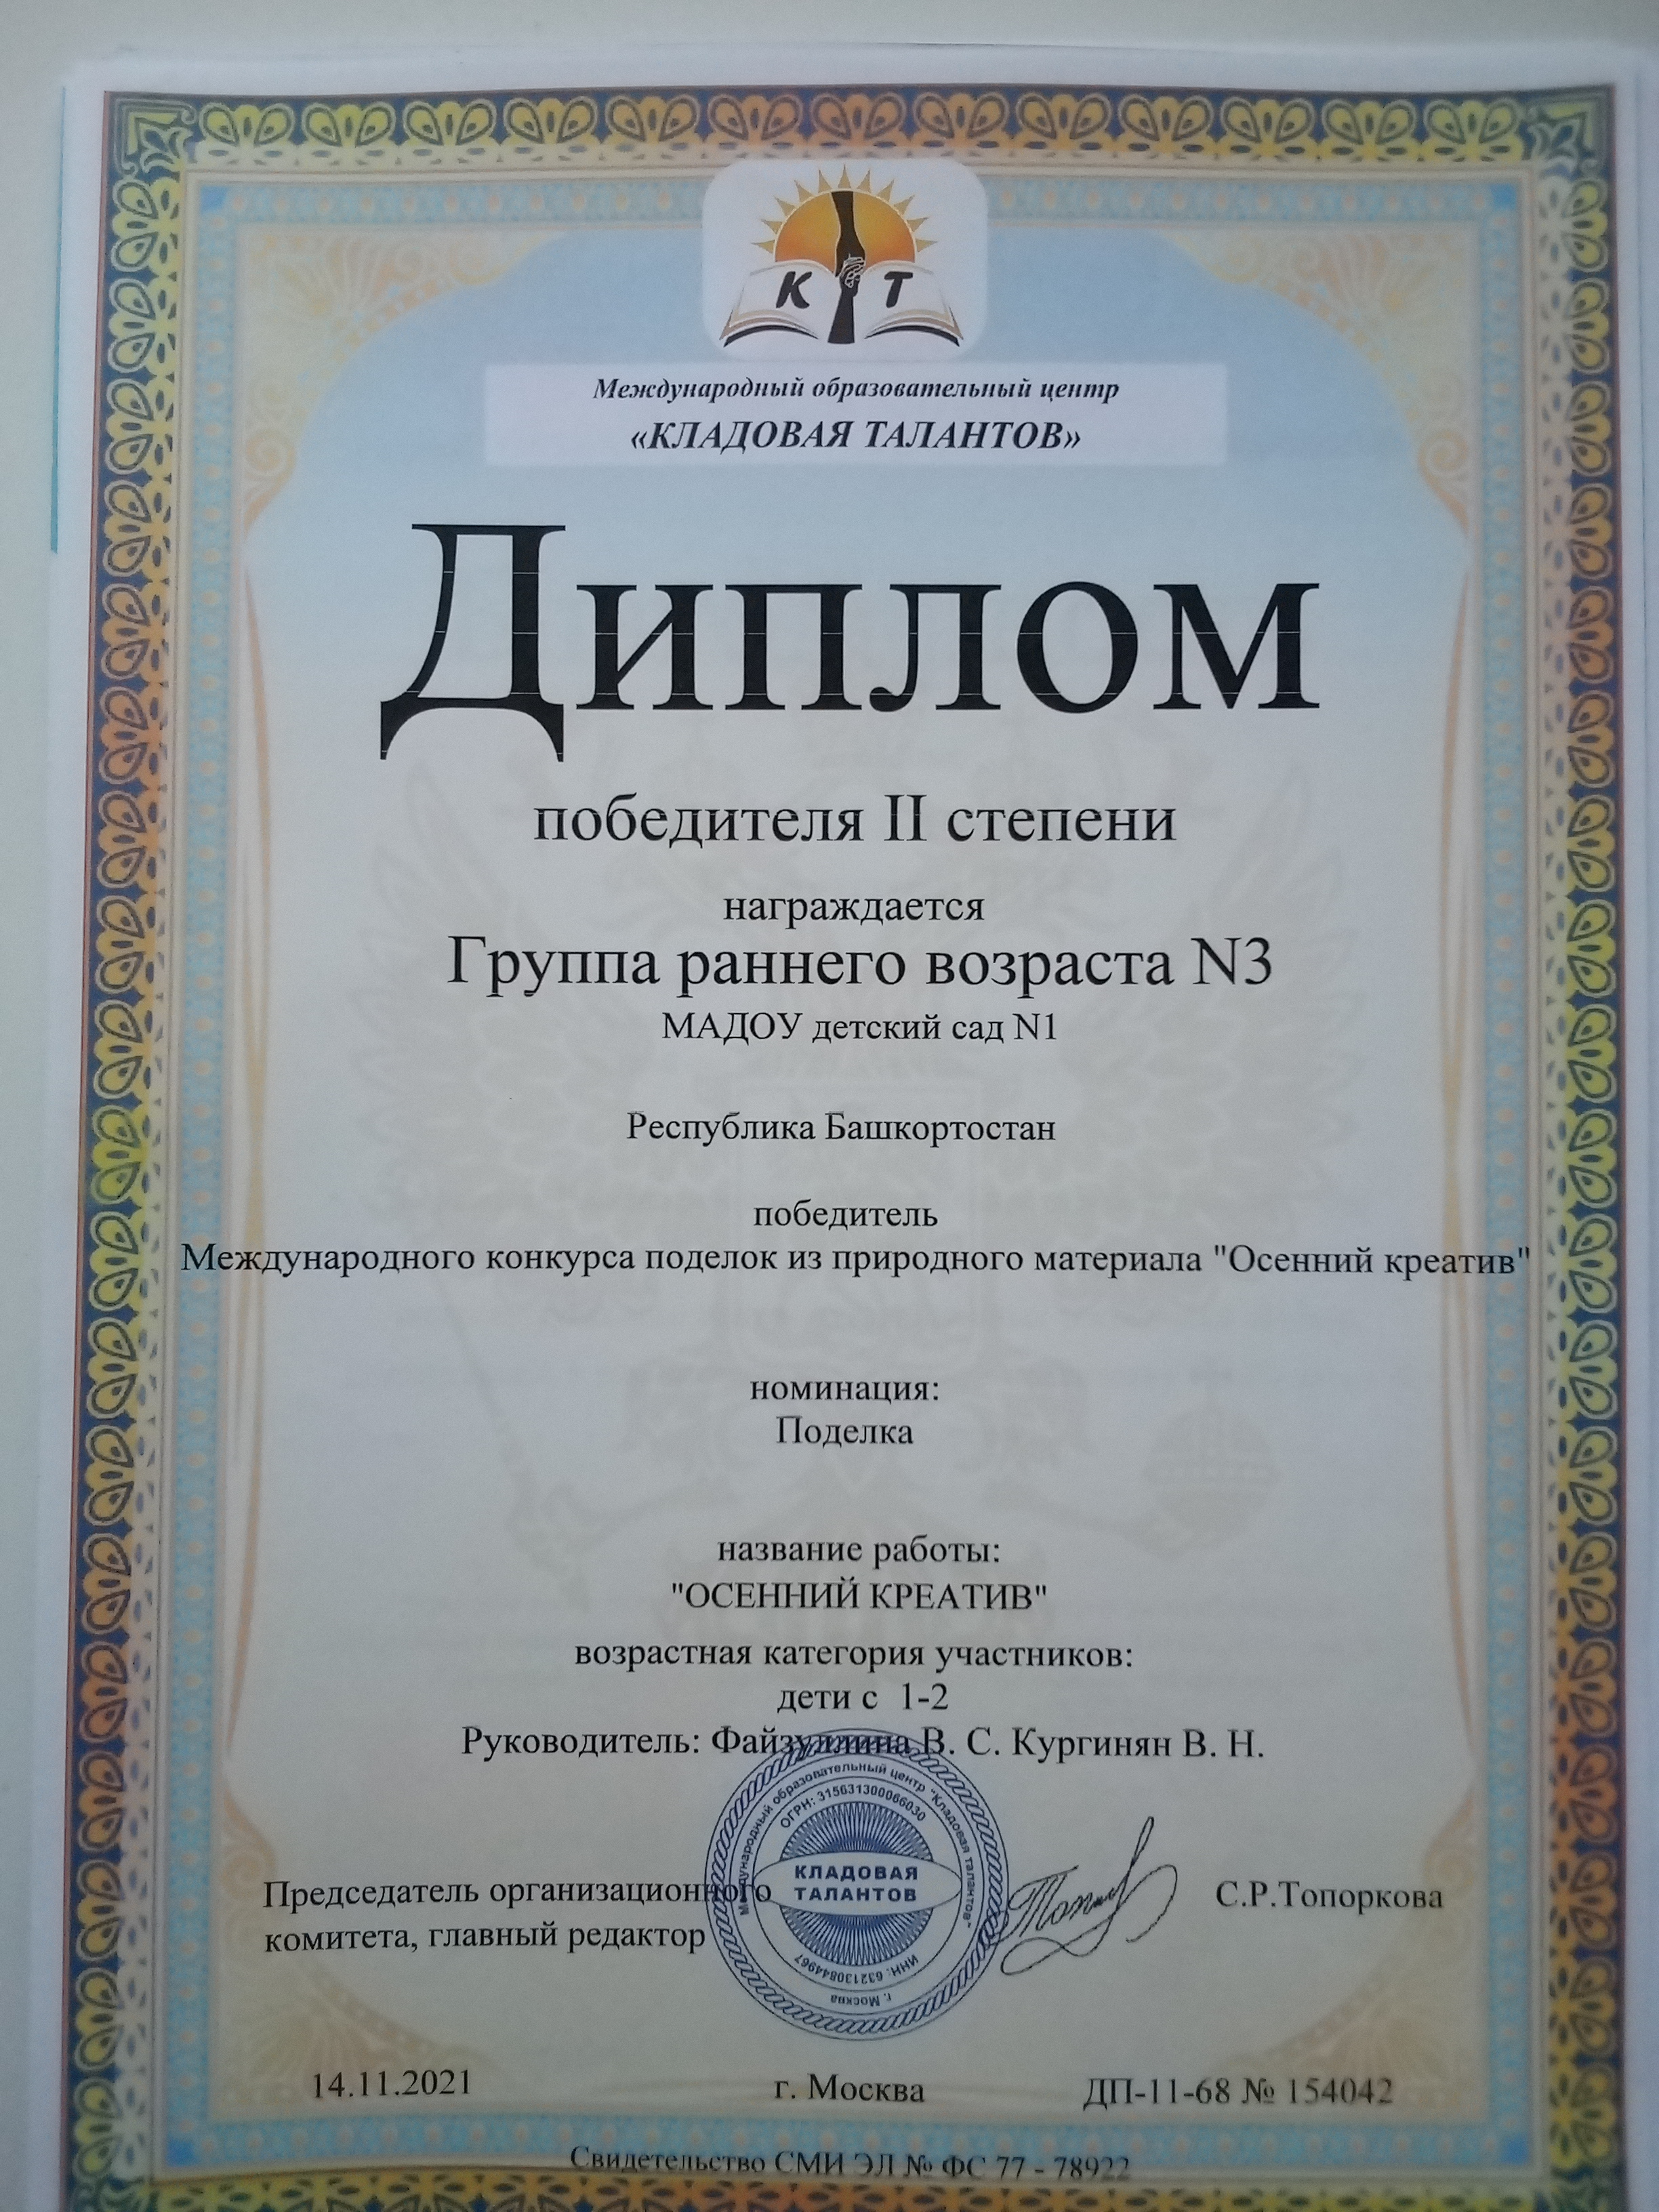 К Т
Международный образовательный центр
«КЛАДОВАЯ ТАЛАНТОВ»
Диплом
победителя II степени
награждается
Группа раннего возраста N3
МАДОУ детский сад N1
Республика Башкортостан
победитель
Международного конкурса поделок из природного материала "Осенний креатив"
номинация:
Поделка
название работы:
"ОСЕННИЙ КРЕАТИВ"
возрастная категория участников:
дети с 1-2
Руководитель: Файзуллина В. С. Кургинян В. Н.
Международный образовательный центр "Кладовая талантов"
ОГРН: 315631300066030
КЛАДОВАЯ
ТАЛАНТОВ
ИНН: 632130844967
г. Москва
Председатель организационного
комитета, главный редактор
С.Р.Топоркова
14.11.2021
г. Москва
ДП-11-68 № 154042
Свидетельство СМИ ЭЛ № ФС 77 - 78922